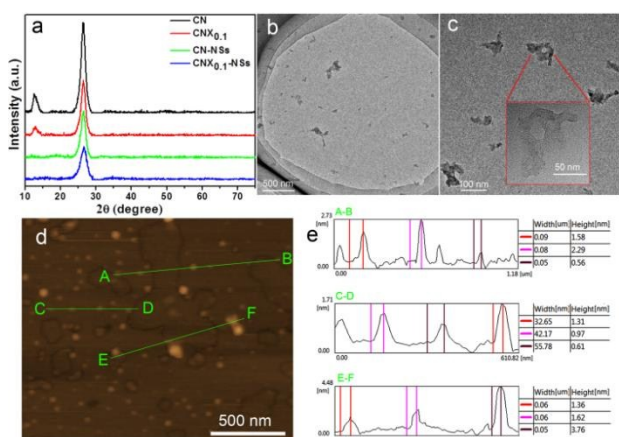 a
CN
CNX0.1
CN-NSs
CNX0.1-NSs
Intensity (a.u.)
10 20 30 40 50 60 70
2θ (degree)
b
500 nm
c
50 nm
100 nm
d
A
B
C
D
E
F
500 nm
e
A-B
2.73
[nm]
0.00
0.00
1.18
[um]
Width[um] Height[nm]
0.09 1.58
0.08 2.29
0.05 0.56
C-D
1.71
[nm]
0.00
0.00
610.82
[nm]
Width[nm] Height[nm]
32.65 1.31
42.17 0.97
55.78 0.61
E-F
4.48
[nm]
Width[um] Height[nm]
0.06 1.36
0.06 1.62
0.05 3.76